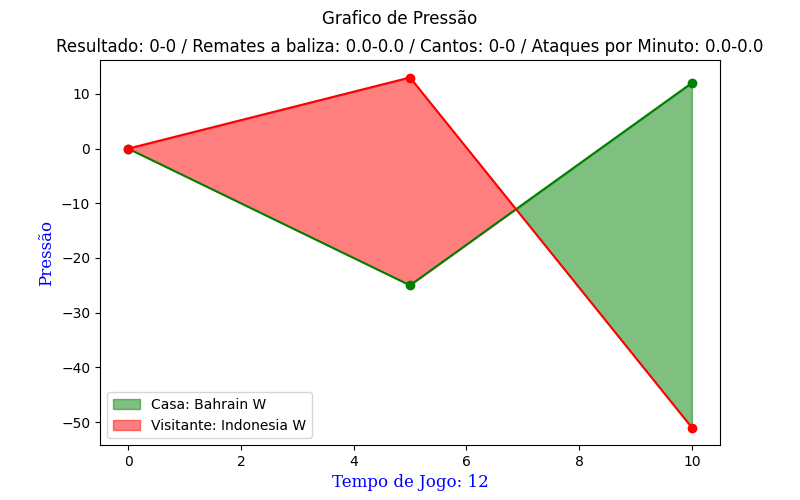 Grafico de Pressão
Resultado: 0-0 / Remates a baliza: 0.0-0.0 / Cantos: 0-0 / Ataques por Minuto: 0.0-0.0
10
0
−10
−20
−30
−40
−50
Pressão
Casa: Bahrain W
Visitante: Indonesia W
0 2 4 6 8 10
Tempo de Jogo: 12